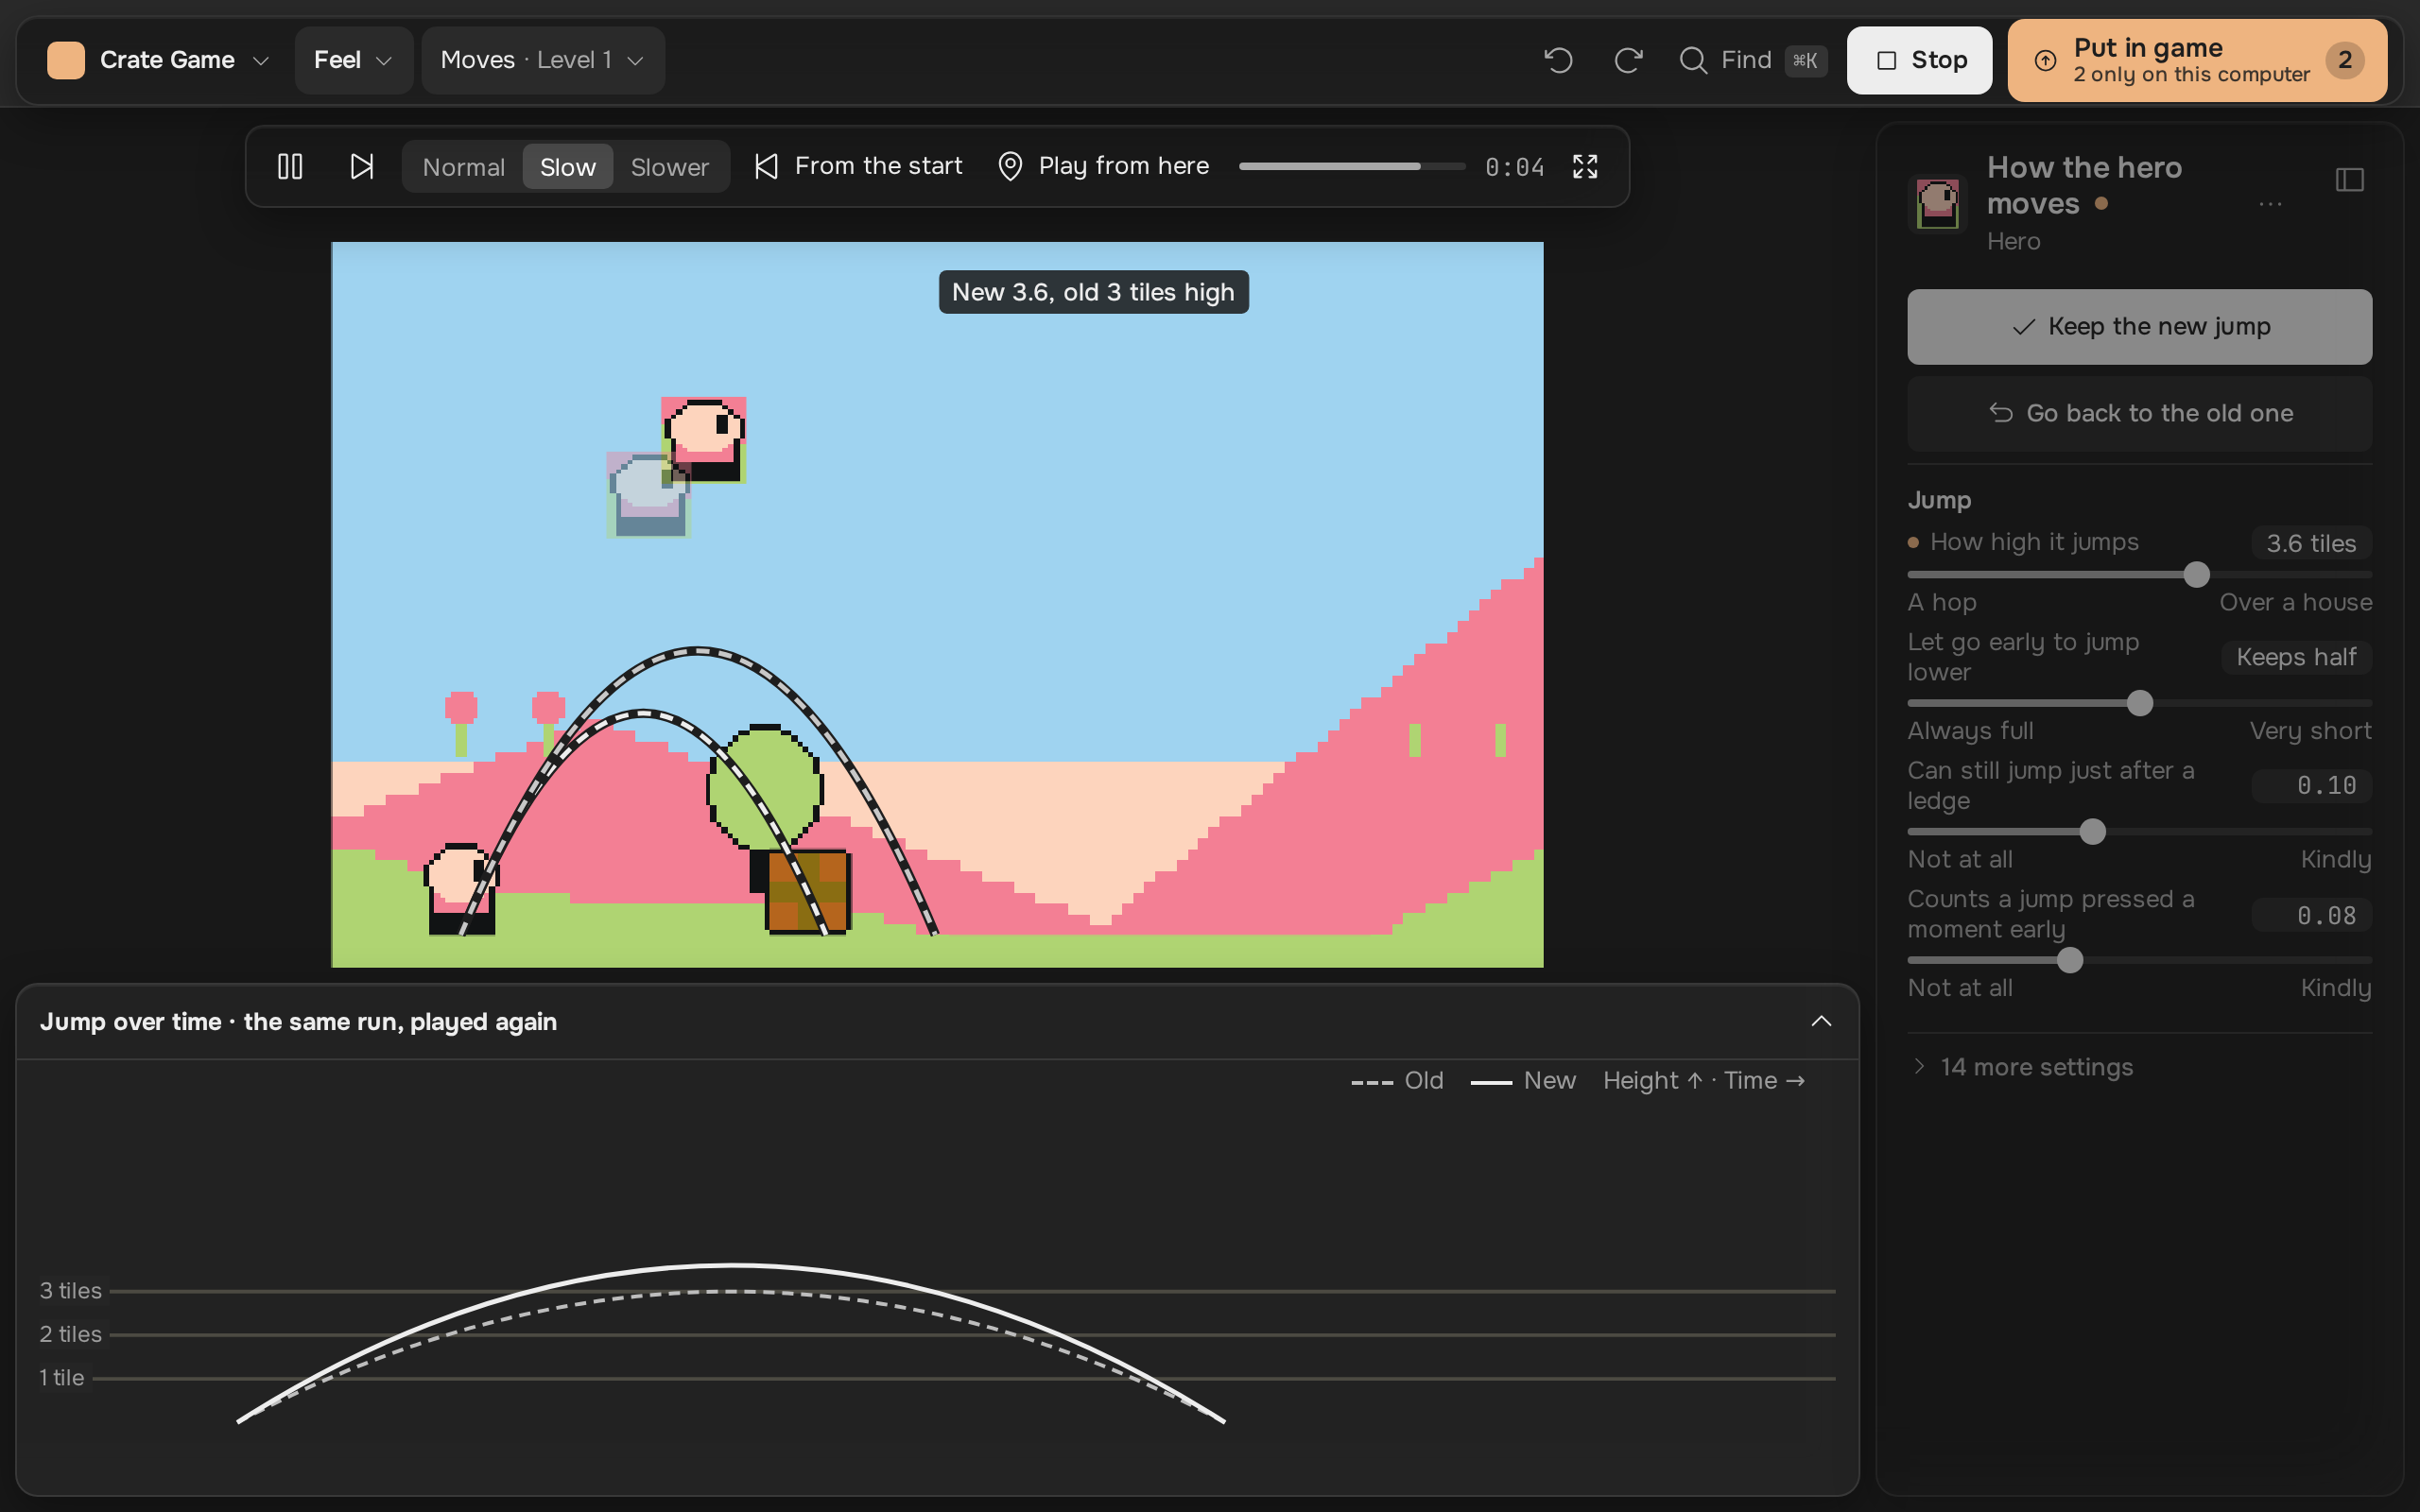 Crate Game
Feel
Moves · Level 1
Find ⌘K
Stop
Put in game
2 only on this computer
2
Normal
Slow
Slower
From the start
Play from here
0:04
New 3.6, old 3 tiles high
How the hero
moves
Hero
Keep the new jump
Go back to the old one
Jump
How high it jumps
3.6 tiles
A hop
Over a house
Let go early to jump
lower
Keeps half
Always full
Very short
Can still jump just after a
ledge
0.10
Not at all
Kindly
Counts a jump pressed a
moment early
0.08
Not at all
Kindly
14 more settings
Jump over time · the same run, played again
Old
New
Height ↑ · Time →
3 tiles
2 tiles
1 tile